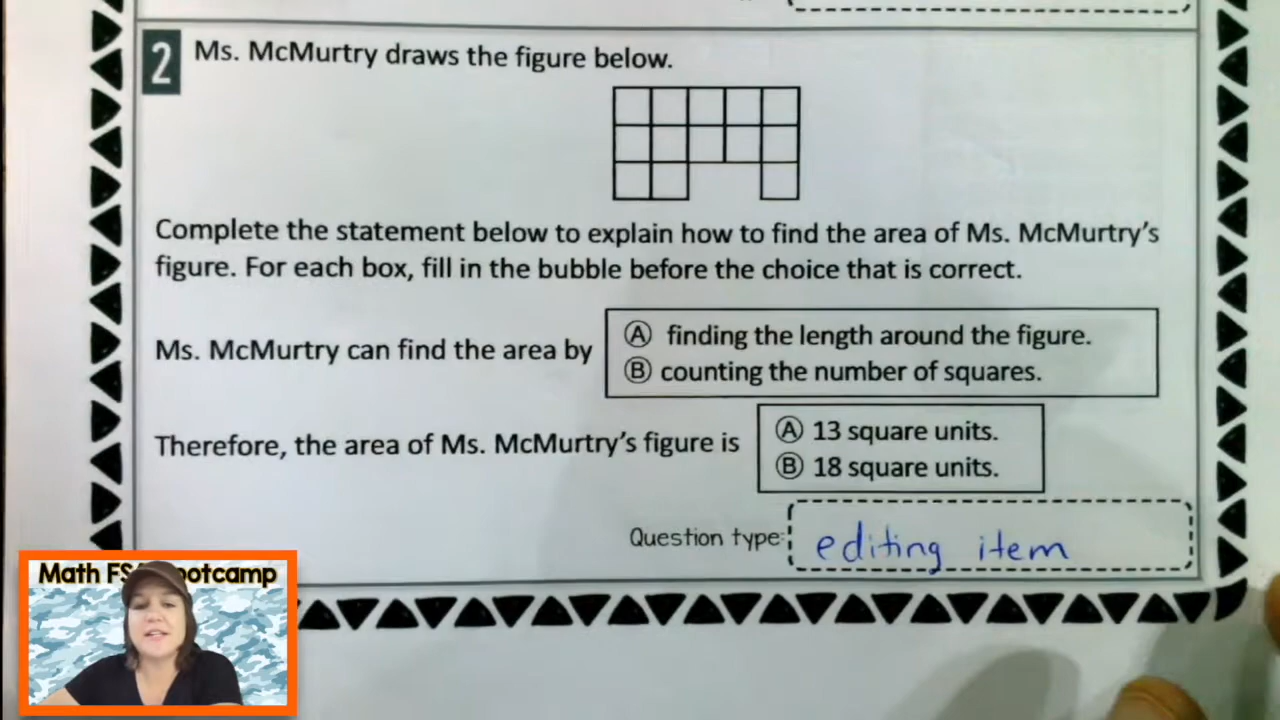 2 Ms. McMurtry draws the figure below.
Complete the statement below to explain how to find the area of Ms. McMurtry's
figure. For each box, fill in the bubble before the choice that is correct.
Ms. McMurtry can find the area by
Ⓐ finding the length around the figure.
Ⓑ counting the number of squares.
Therefore, the area of Ms. McMurtry's figure is
Ⓐ 13 square units.
Ⓑ 18 square units.
Question type: editing item
Math FS ootcamp